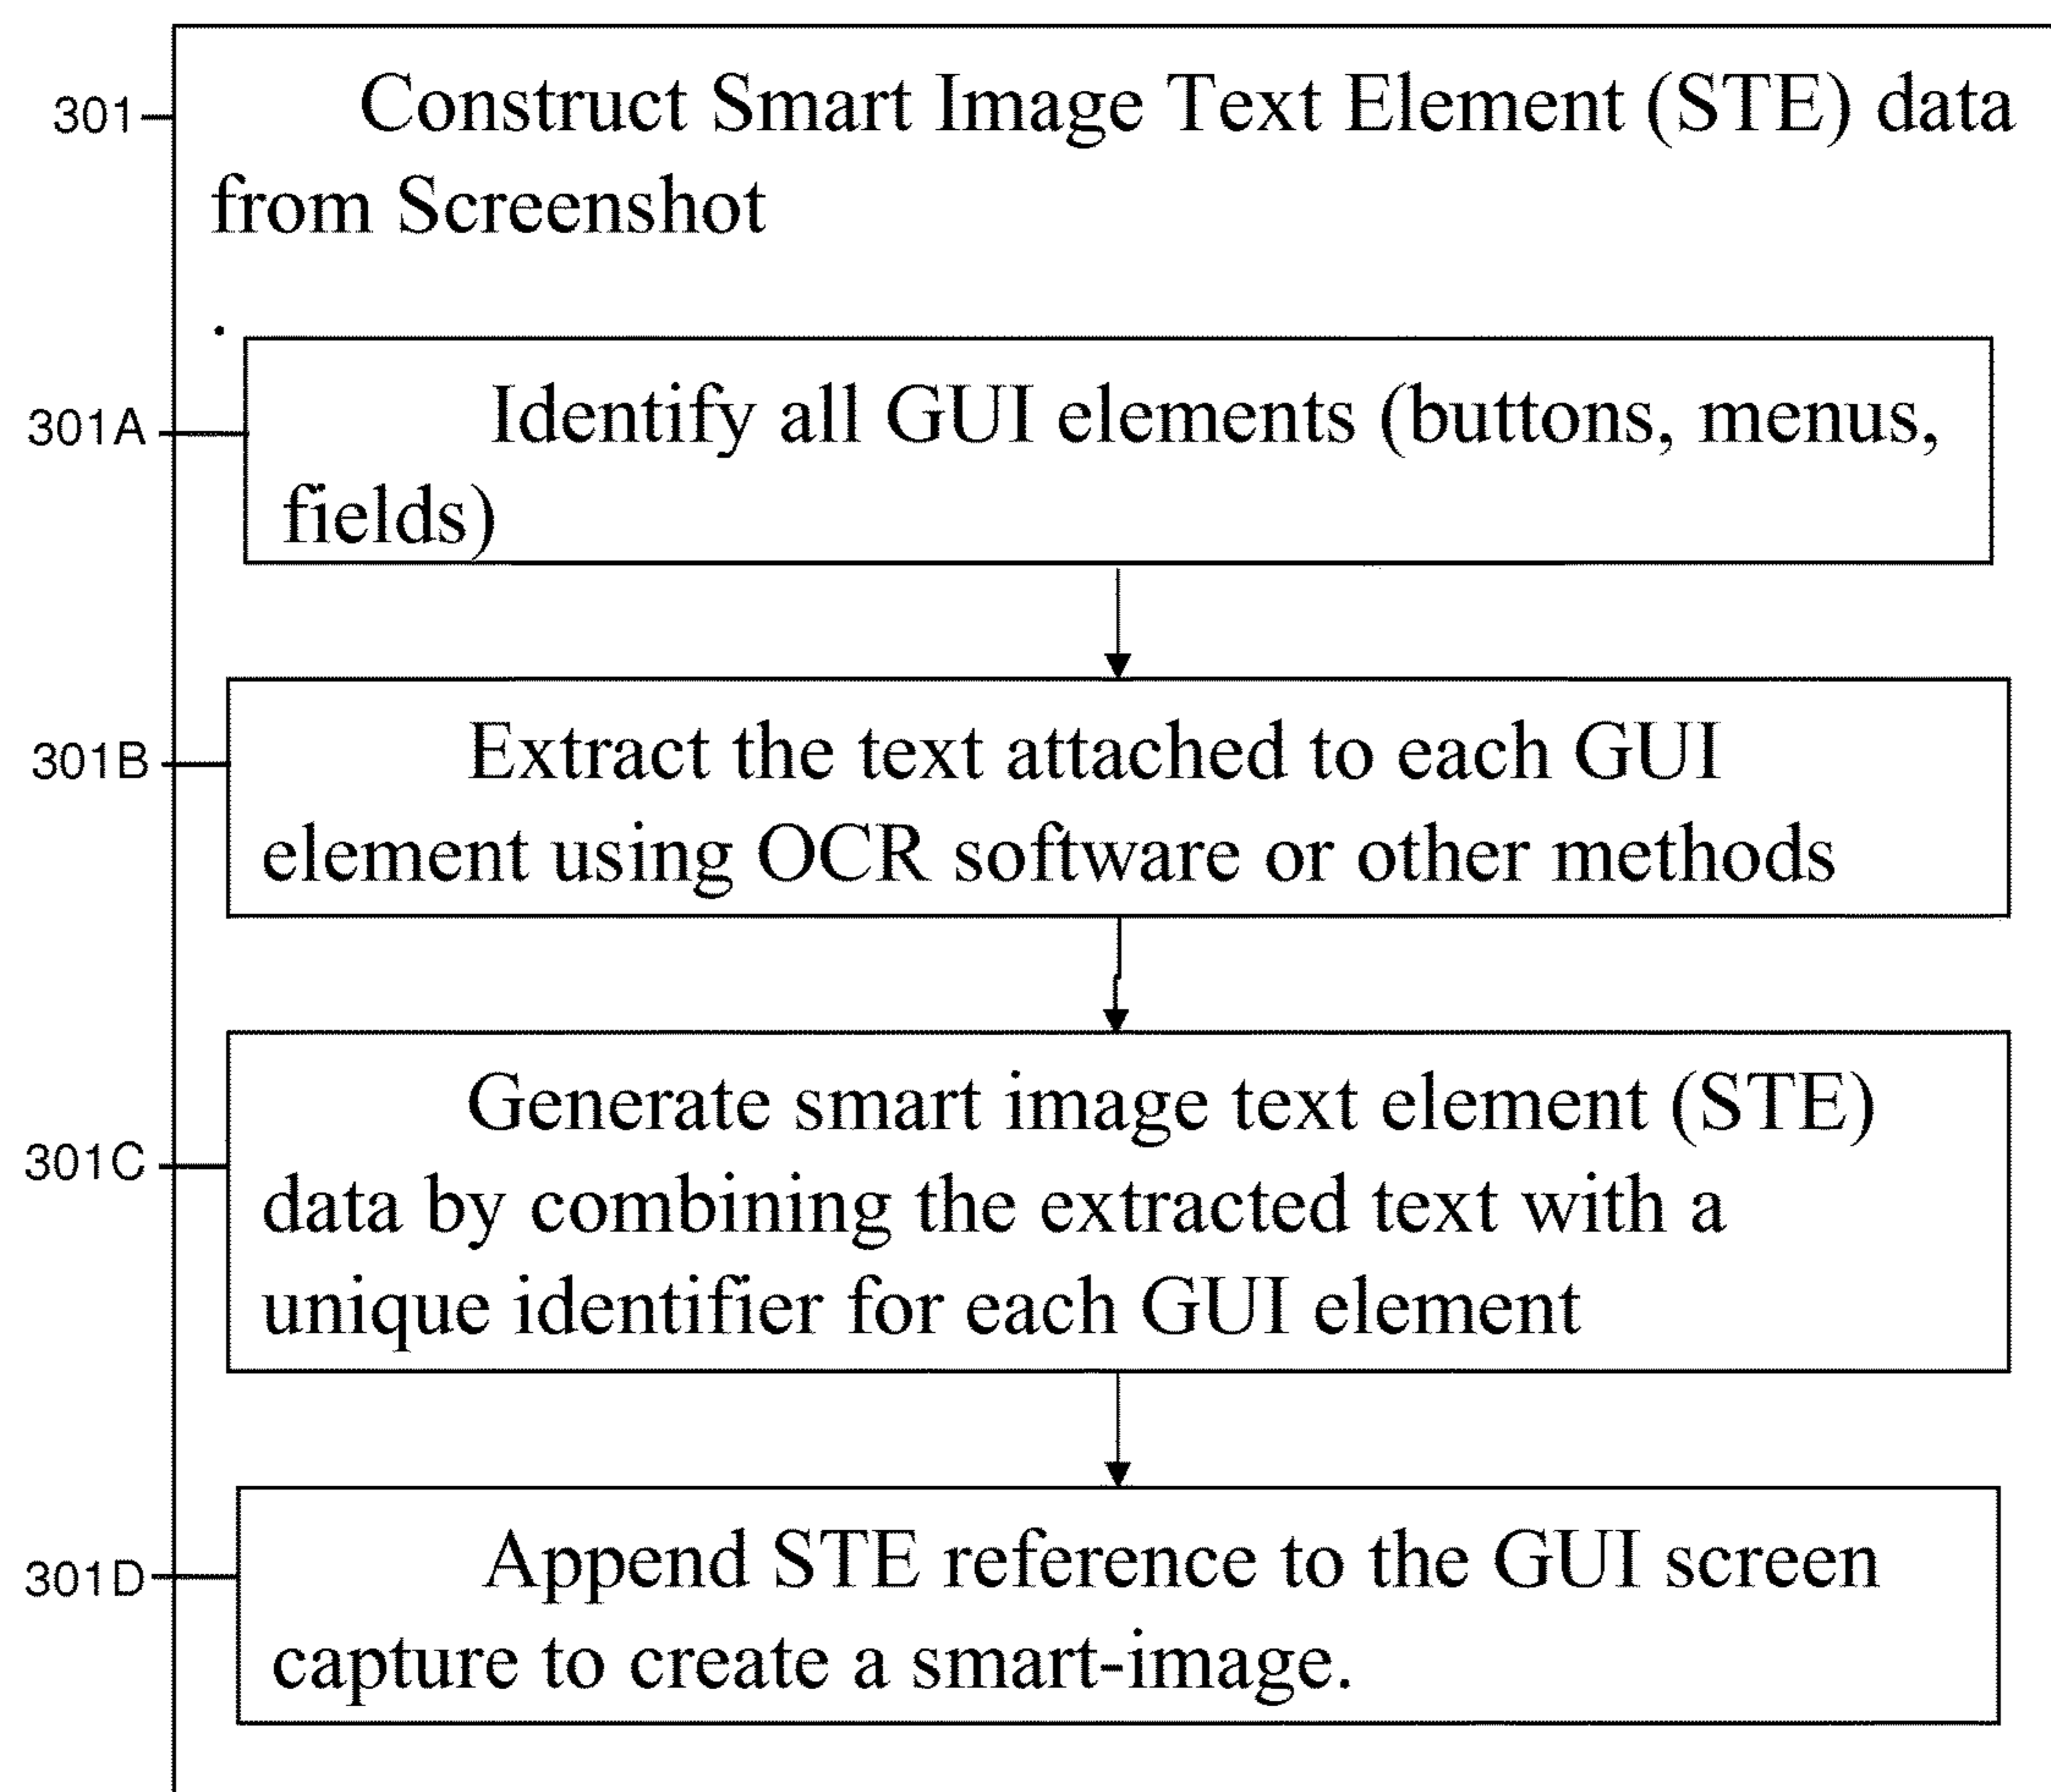 301
Construct Smart Image Text Element (STE) data
from Screenshot
301A
Identify all GUI elements (buttons, menus,
fields)
301B
Extract the text attached to each GUI
element using OCR software or other methods
301C
Generate smart image text element (STE)
data by combining the extracted text with a
unique identifier for each GUI element
301D
Append STE reference to the GUI screen
capture to create a smart-image.